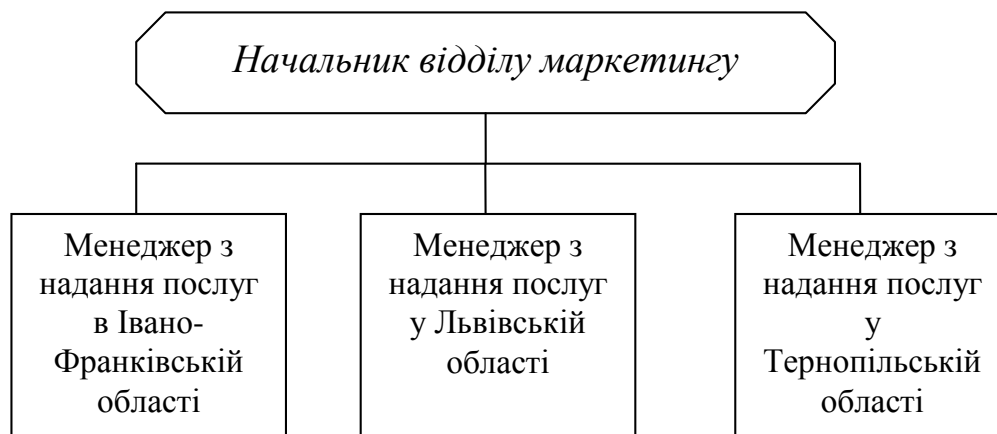 Начальник відділу маркетингу
Менеджер з
надання послуг
в Івано-
Франківській
області
Менеджер з
надання послуг
у Львівській
області
Менеджер з
надання послуг
у
Тернопільській
області